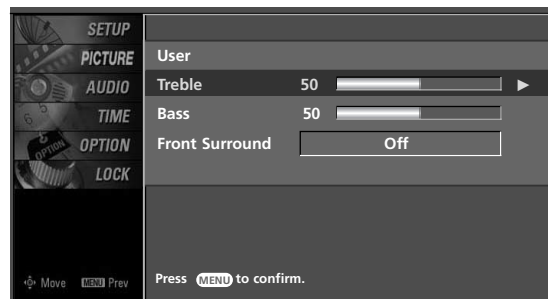 SETUP
PICTURE
AUDIO
TIME
OPTION
LOCK
Move MENU Prev
User
Treble 50
Bass 50
Front Surround Off
Press MENU to confirm.